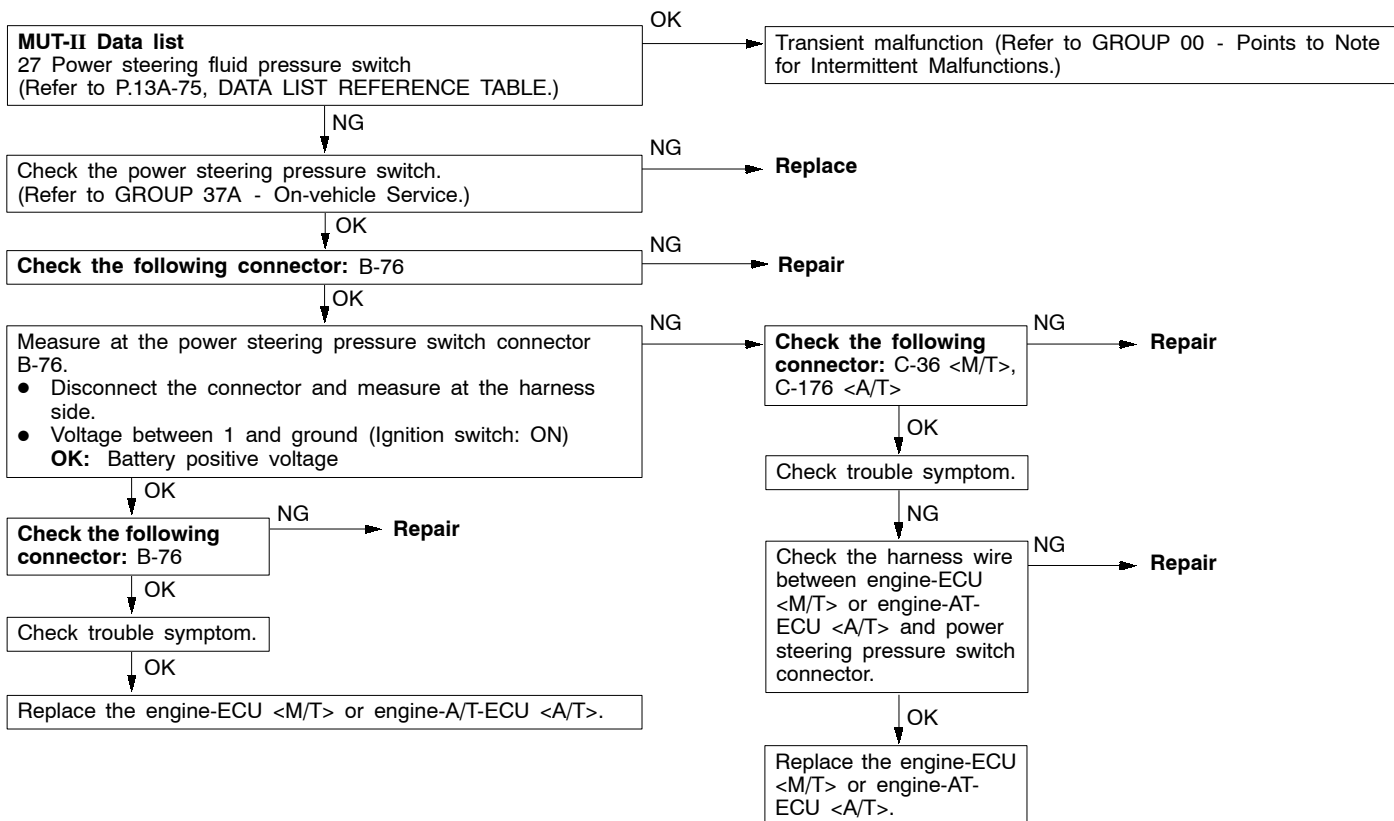 OK
MUT-II Data list
27 Power steering fluid pressure switch
(Refer to P.13A-75, DATA LIST REFERENCE TABLE.)
Transient malfunction (Refer to GROUP 00 - Points to Note
for Intermittent Malfunctions.)
NG
Check the power steering pressure switch.
(Refer to GROUP 37A - On-vehicle Service.)
NG
Replace
OK
Check the following connector: B-76
NG
Repair
OK
Measure at the power steering pressure switch connector
B-76.
● Disconnect the connector and measure at the harness
side.
● Voltage between 1 and ground (Ignition switch: ON)
OK: Battery positive voltage
NG
Check the following
connector: C-36 <M/T>,
C-176 <A/T>
NG
Repair
OK
Check trouble symptom.
NG
Check the harness wire
between engine-ECU
<M/T> or engine-AT-
ECU <A/T> and power
steering pressure switch
connector.
NG
Repair
OK
Replace the engine-ECU
<M/T> or engine-AT-
ECU <A/T>.
OK
Check the following
connector: B-76
NG
Repair
OK
Check trouble symptom.
OK
Replace the engine-ECU <M/T> or engine-A/T-ECU <A/T>.